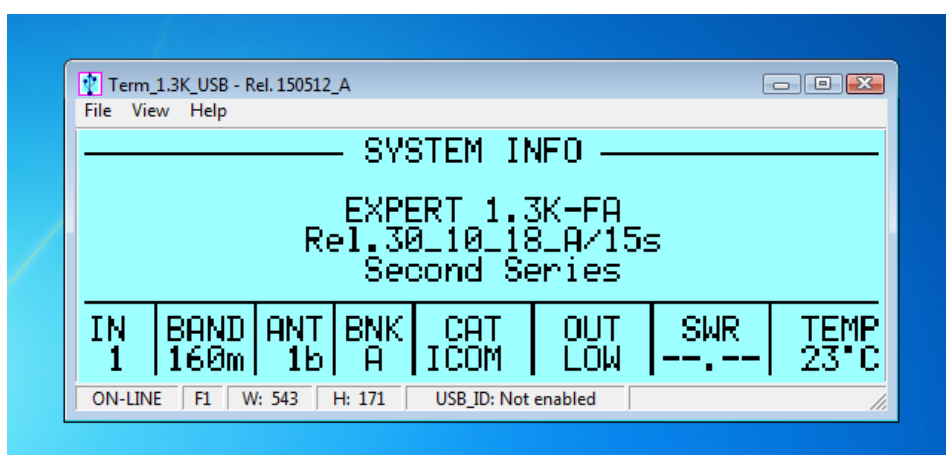 Term_1.3K_USB - Rel. 150512_A
File View Help
SYSTEM INFO
EXPERT 1.3K-FA
Rel.30_10_18_A/15s
Second Series
IN BAND ANT BNK CAT OUT SWR TEMP
1 160m 1b A ICOM LOW --.-- 23°C
ON-LINE F1 W: 543 H: 171 USB_ID: Not enabled